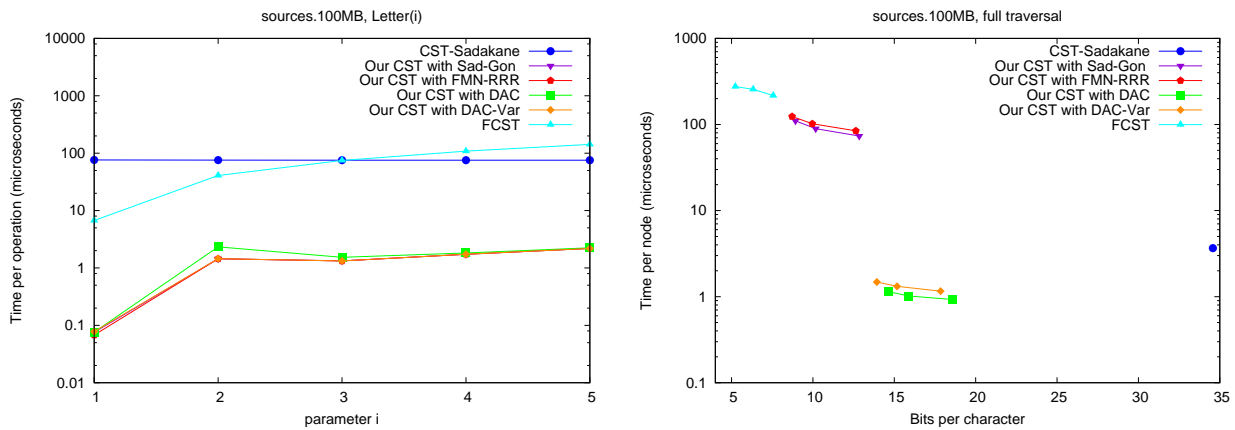 sources.100MB, Letter(i)
10000
1000
100
10
1
0.1
0.01
1
2
3
4
5
Time per operation (microseconds)
parameter i
CST-Sadakane
Our CST with Sad-Gon
Our CST with FMN-RRR
Our CST with DAC
Our CST with DAC-Var
FCST
sources.100MB, full traversal
1000
100
10
1
0.1
5
10
15
20
25
30
35
Time per node (microseconds)
Bits per character
CST-Sadakane
Our CST with Sad-Gon
Our CST with FMN-RRR
Our CST with DAC
Our CST with DAC-Var
FCST